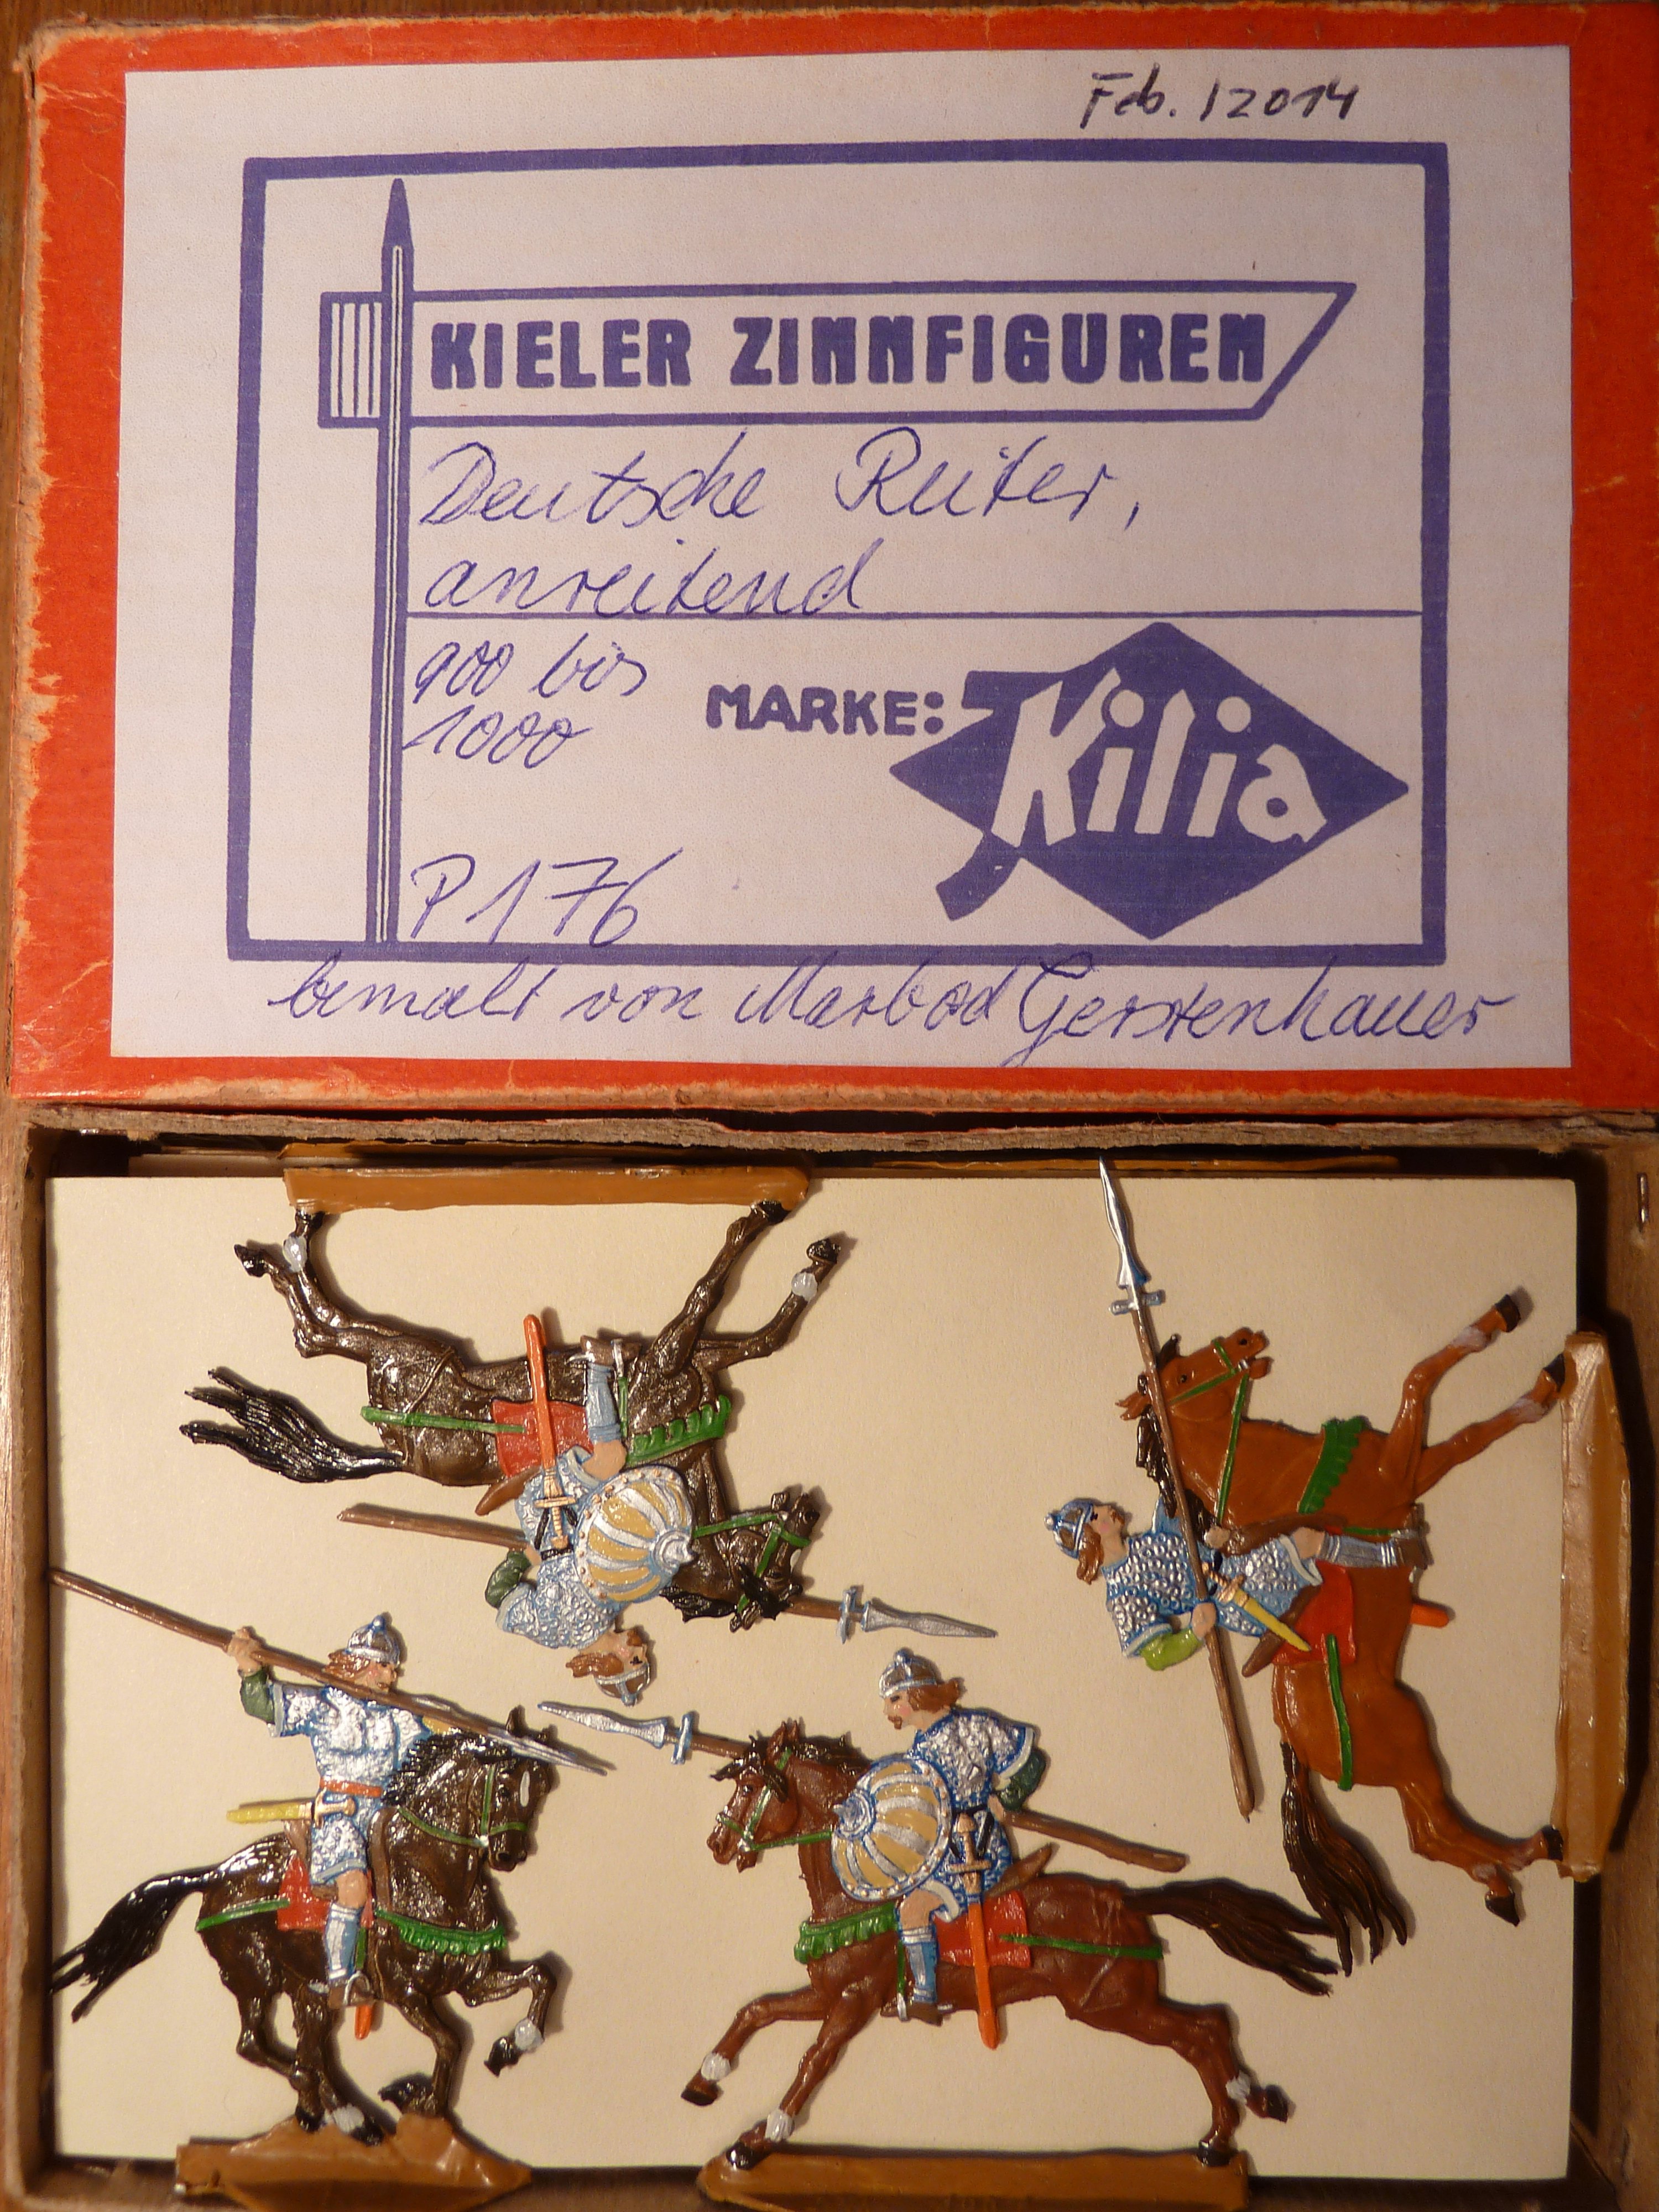 Feb. 12014
KIELER ZINNFIGUREN
Deutsche Reiter,
anreitend
900 bis
1000
MARKE: Kilia
P 176
bemalt von Marbod Gerstenhauer